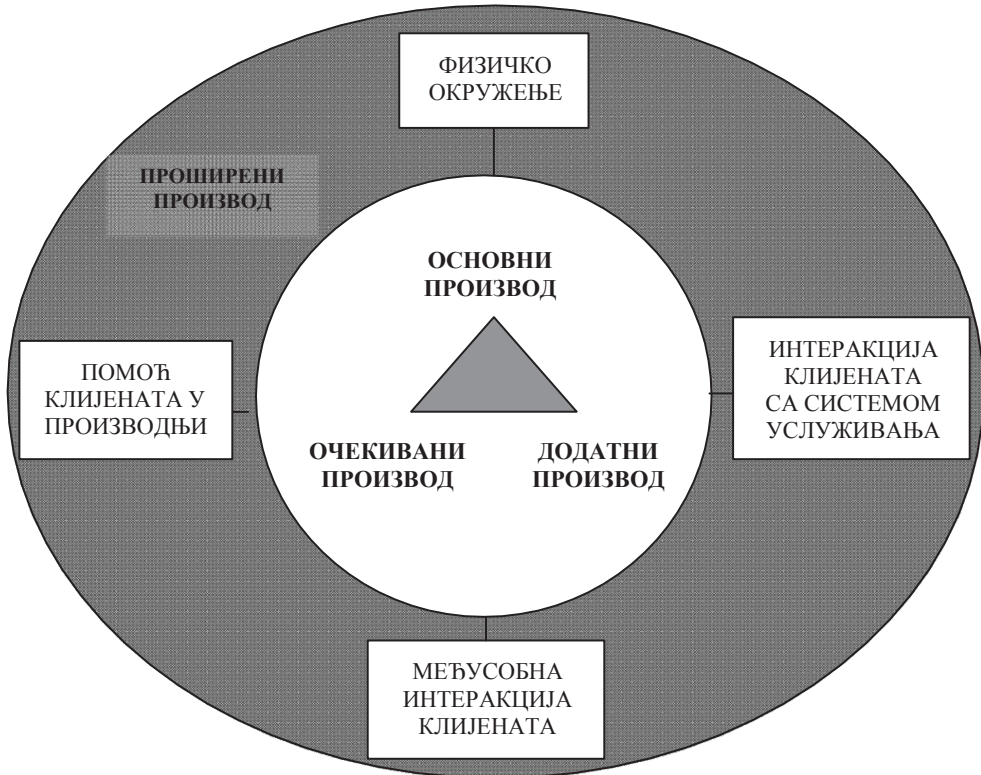 ФИЗИЧКО
ОКРУЖЕЊЕ
ПРОШИРЕНИ
ПРОИЗВОД
ОСНОВНИ
ПРОИЗВОД
ПОМОЋ
КЛИЈЕНАТА У
ПРОИЗВОДЊИ
ИНТЕРАКЦИЈА
КЛИЈЕНАТА
СА СИСТЕМОМ
УСЛУЖИВАЊА
ОЧЕКИВАНИ
ПРОИЗВОД
ДОДАТНИ
ПРОИЗВОД
МЕЂУСОБНА
ИНТЕРАКЦИЈА
КЛИЈЕНАТА